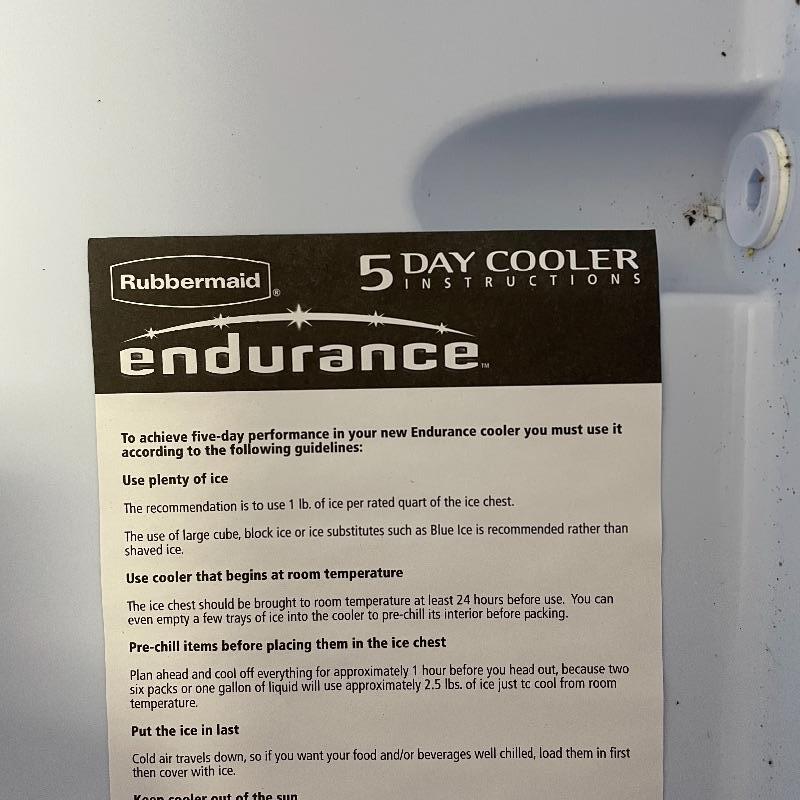 Rubbermaid®
5 DAY COOLER
INSTRUCTIONS
endurance™
To achieve five-day performance in your new Endurance cooler you must use it
according to the following guidelines:
Use plenty of ice
The recommendation is to use 1 lb. of ice per rated quart of the ice chest.
The use of large cube, block ice or ice substitutes such as Blue Ice is recommended rather than
shaved ice.
Use cooler that begins at room temperature
The ice chest should be brought to room temperature at least 24 hours before use. You can
even empty a few trays of ice into the cooler to pre-chill its interior before packing.
Pre-chill items before placing them in the ice chest
Plan ahead and cool off everything for approximately 1 hour before you head out, because two
six packs or one gallon of liquid will use approximately 2.5 lbs. of ice just to cool from room
temperature.
Put the ice in last
Cold air travels down, so if you want your food and/or beverages well chilled, load them in first
then cover with ice.
Keep cooler out of the sun